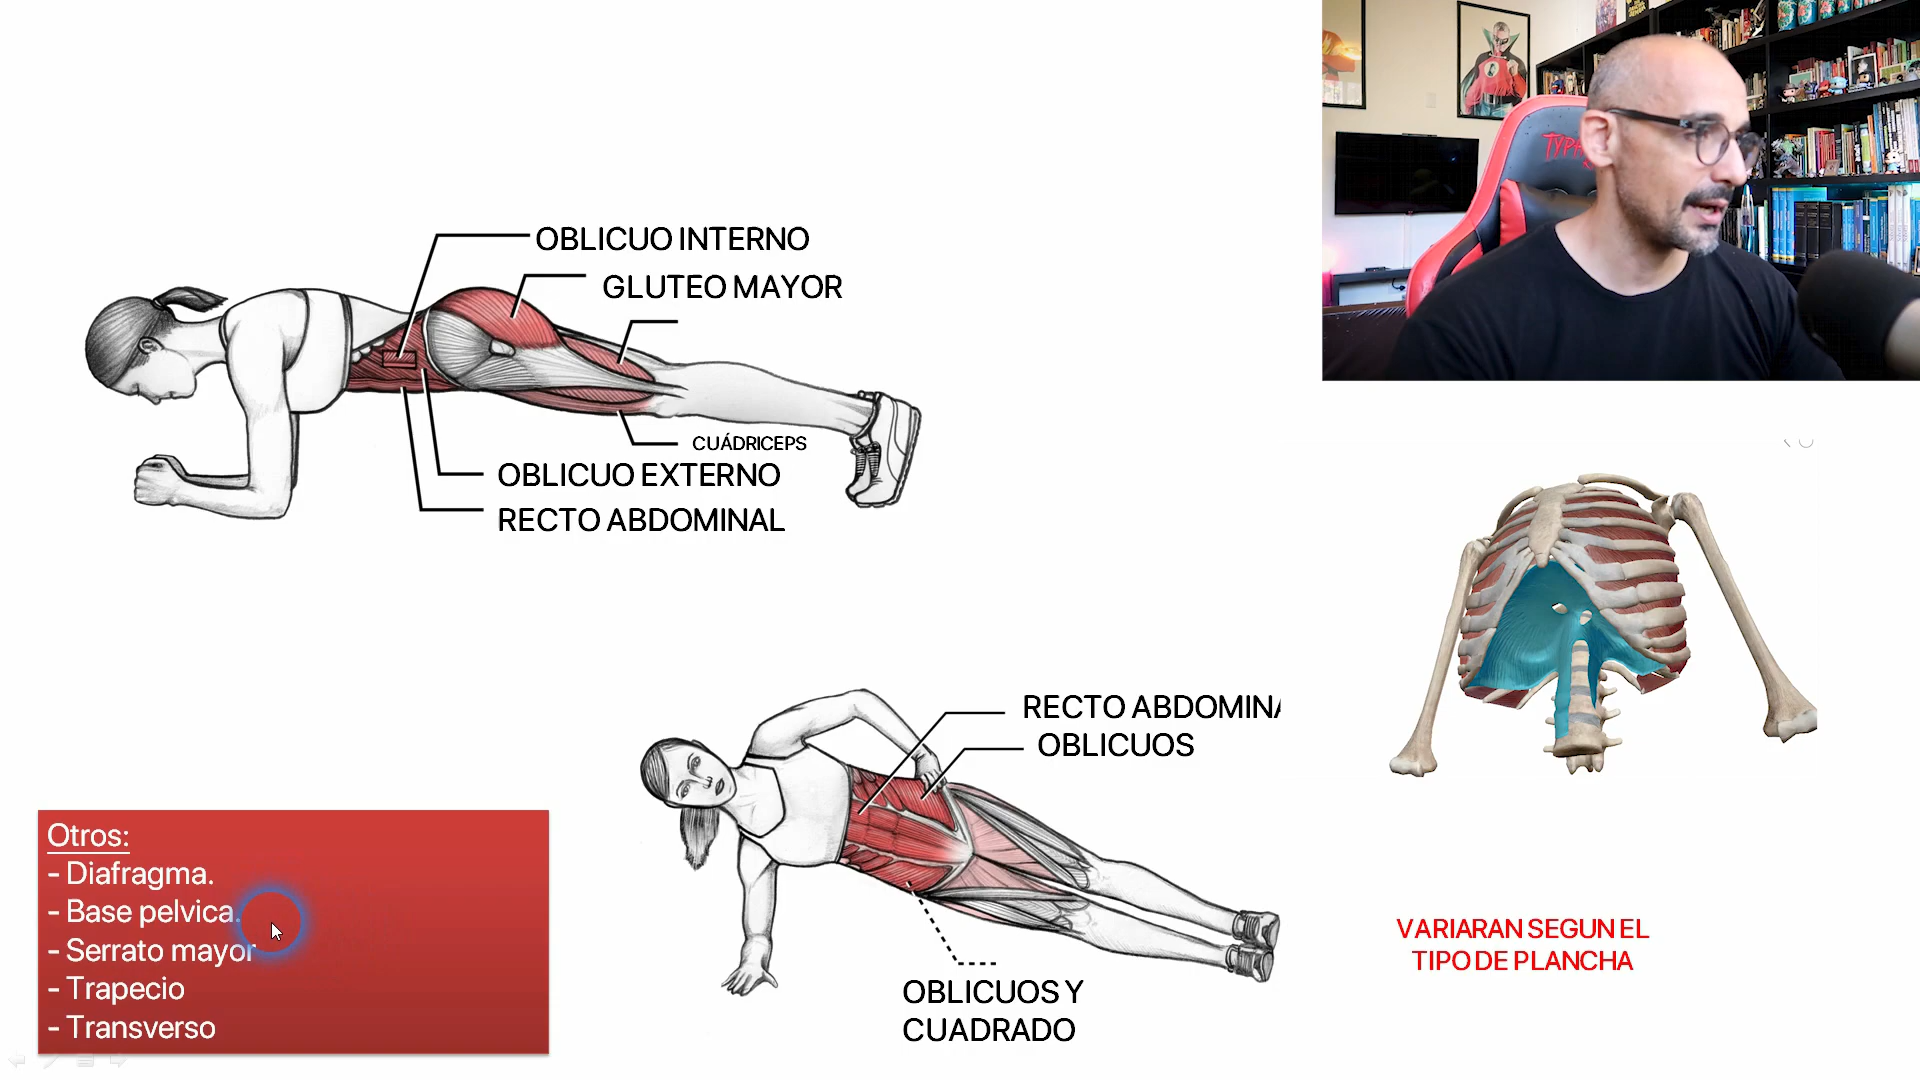 OBLICUO INTERNO
GLUTEO MAYOR
CUÁDRICEPS
OBLICUO EXTERNO
RECTO ABDOMINAL
RECTO ABDOMINA
OBLICUOS
OBLICUOS Y
CUADRADO
Otros:
- Diafragma.
- Base pelvica.
- Serrato mayor
- Trapecio
- Transverso
VARIARAN SEGUN EL
TIPO DE PLANCHA